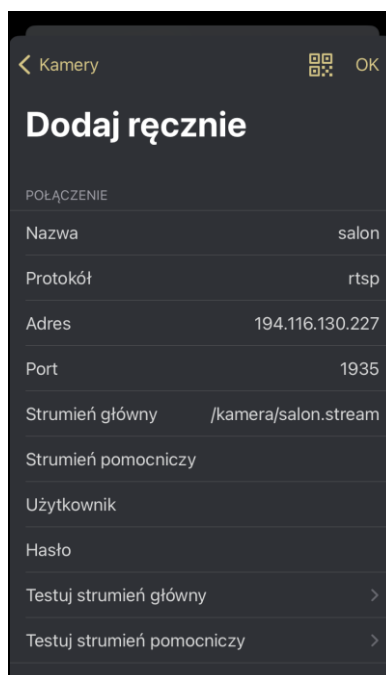 Kamery OK
Dodaj ręcznie
POŁĄCZENIE
Nazwa salon
Protokół rtsp
Adres 194.116.130.227
Port 1935
Strumień główny /kamera/salon.stream
Strumień pomocniczy
Użytkownik
Hasło
Testuj strumień główny
Testuj strumień pomocniczy